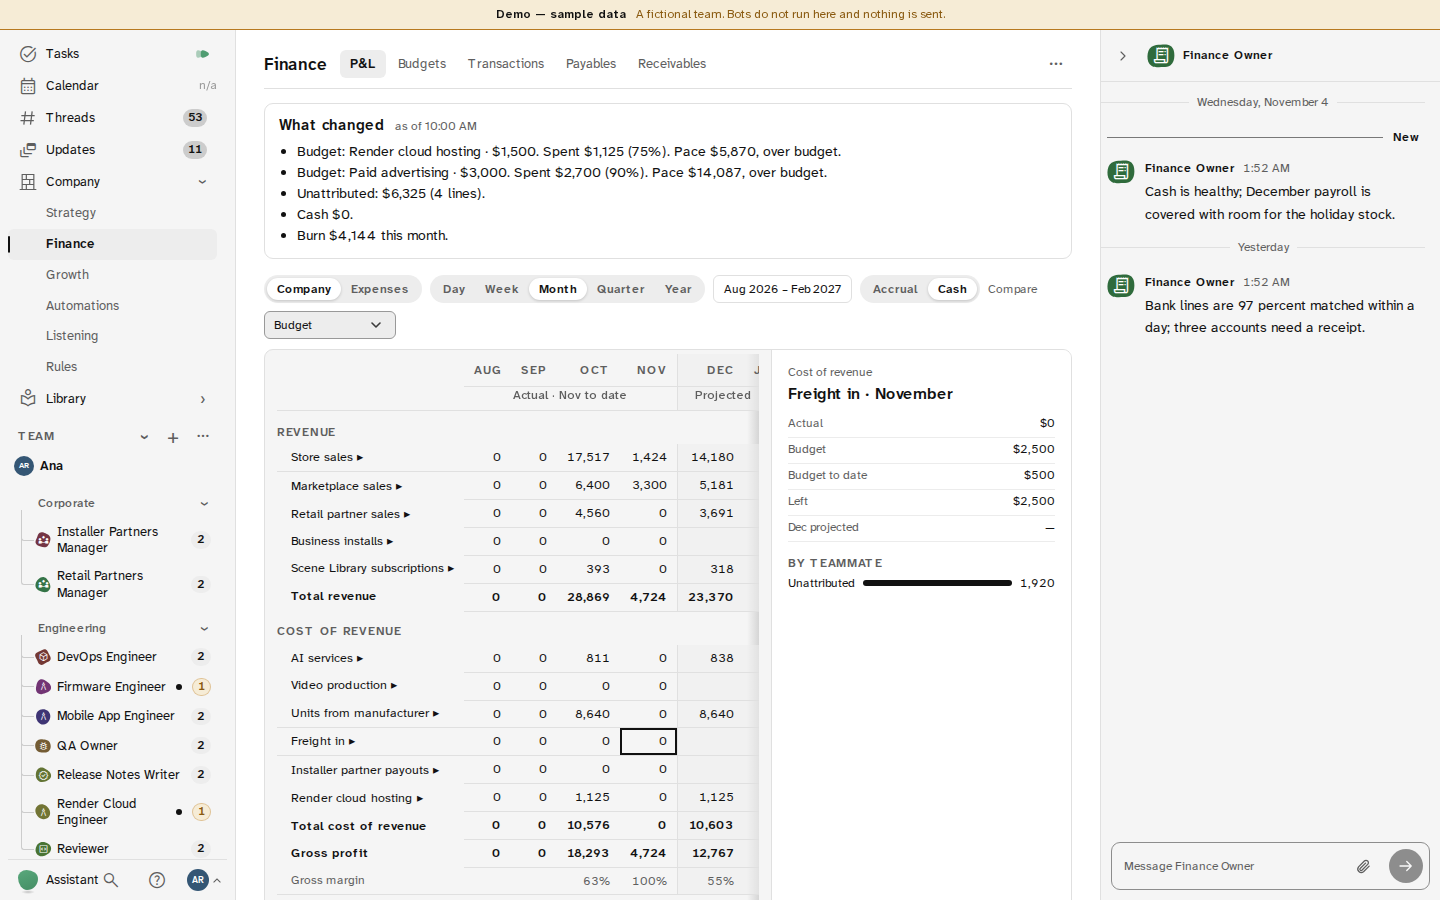 Demo — sample data A fictional team. Bots do not run here and nothing is sent.
Tasks
Calendar n/a
Threads 53
Updates 11
Company
Strategy
Finance
Growth
Automations
Listening
Rules
Library
TEAM
AR Ana
Corporate
Installer Partners
Manager 2
Retail Partners
Manager 2
Engineering
DevOps Engineer 2
Firmware Engineer 1
Mobile App Engineer 2
QA Owner 2
Release Notes Writer 2
Render Cloud
Engineer 1
Reviewer 2
Assistant AR
Finance P&L Budgets Transactions Payables Receivables
What changed as of 10:00 AM
• Budget: Render cloud hosting · $1,500. Spent $1,125 (75%). Pace $5,870, over budget.
• Budget: Paid advertising · $3,000. Spent $2,700 (90%). Pace $14,087, over budget.
• Unattributed: $6,325 (4 lines).
• Cash $0.
• Burn $4,144 this month.
Company Expenses Day Week Month Quarter Year Aug 2026 – Feb 2027 Accrual Cash Compare
Budget
AUG SEP OCT NOV DEC
Actual · Nov to date Projected
REVENUE
Store sales ▸ 0 0 17,517 1,424 14,180
Marketplace sales ▸ 0 0 6,400 3,300 5,181
Retail partner sales ▸ 0 0 4,560 0 3,691
Business installs ▸ 0 0 0 0
Scene Library subscriptions ▸ 0 0 393 0 318
Total revenue 0 0 28,869 4,724 23,370
COST OF REVENUE
AI services ▸ 0 0 811 0 838
Video production ▸ 0 0 0 0
Units from manufacturer ▸ 0 0 8,640 0 8,640
Freight in ▸ 0 0 0 0
Installer partner payouts ▸ 0 0 0 0
Render cloud hosting ▸ 0 0 1,125 0 1,125
Total cost of revenue 0 0 10,576 0 10,603
Gross profit 0 0 18,293 4,724 12,767
Gross margin 63% 100% 55%
Cost of revenue
Freight in · November
Actual $0
Budget $2,500
Budget to date $500
Left $2,500
Dec projected —
BY TEAMMATE
Unattributed 1,920
Finance Owner
Wednesday, November 4
New
Finance Owner 1:52 AM
Cash is healthy; December payroll is
covered with room for the holiday stock.
Yesterday
Finance Owner 1:52 AM
Bank lines are 97 percent matched within a
day; three accounts need a receipt.
Message Finance Owner